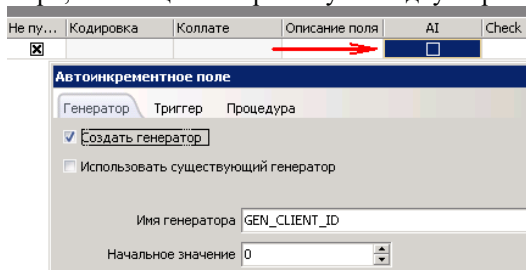 Не пу... Кодировка Коллате Описание поля AI Check
Автоинкрементное поле
Генератор Триггер Процедура
Создать генератор
Использовать существующий генератор
Имя генератора GEN_CLIENT_ID
Начальное значение 0